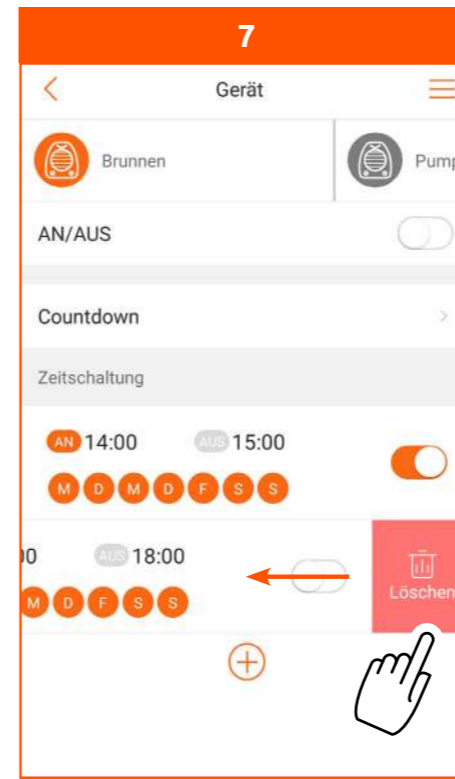 7
Gerät
Brunnen Pump
AN/AUS
Countdown
Zeitschaltung
AN 14:00 AUS 15:00
M D M D F S S
00 AUS 18:00
Löschen
M D F S S